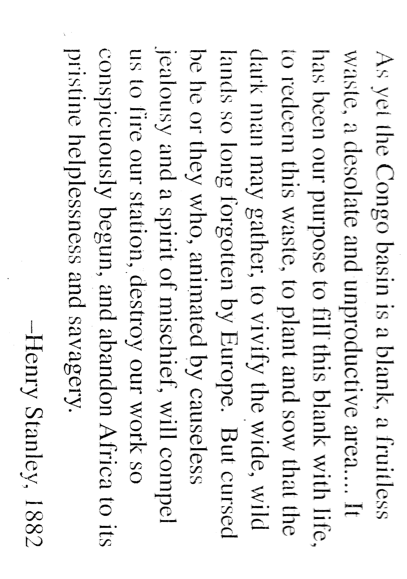 As yet the Congo basin is a blank, a fruitless
waste, a desolate and unproductive area.... It
has been our purpose to fill this blank with life,
to redeem this waste, to plant and sow that the
dark man may gather, to vivify the wide, wild
lands so long forgotten by Europe. But cursed
be he or they who, animated by causeless
jealousy and a spirit of mischief, will compel
us to fire our station, destroy our work so
conspicuously begun, and abandon Africa to its
pristine helplessness and savagery.
–Henry Stanley, 1882